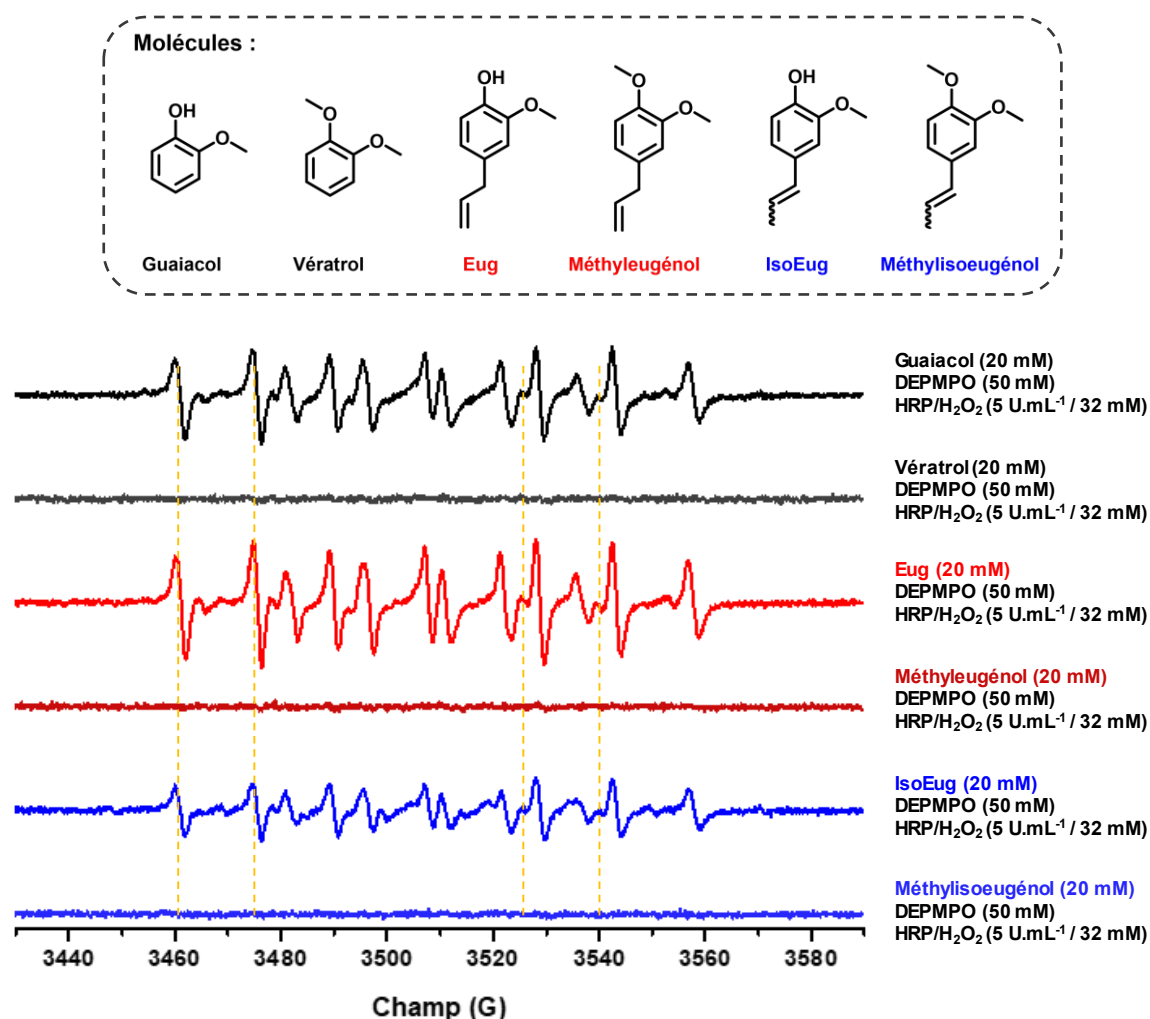 Molécules :
OH
O
O
O
OH
O
O
O
OH
O
O
O
Guaiacol
Vératrol
Eug
Méthyleugénol
IsoEug
Méthylisoeugénol
Guaiacol (20 mM)
DEPMPO (50 mM)
HRP/H₂O₂ (5 U.mL⁻¹ / 32 mM)
Vératrol (20 mM)
DEPMPO (50 mM)
HRP/H₂O₂ (5 U.mL⁻¹ / 32 mM)
Eug (20 mM)
DEPMPO (50 mM)
HRP/H₂O₂ (5 U.mL⁻¹ / 32 mM)
Méthyleugénol (20 mM)
DEPMPO (50 mM)
HRP/H₂O₂ (5 U.mL⁻¹ / 32 mM)
IsoEug (20 mM)
DEPMPO (50 mM)
HRP/H₂O₂ (5 U.mL⁻¹ / 32 mM)
Méthylisoeugénol (20 mM)
DEPMPO (50 mM)
HRP/H₂O₂ (5 U.mL⁻¹ / 32 mM)
3440 3460 3480 3500 3520 3540 3560 3580
Champ (G)